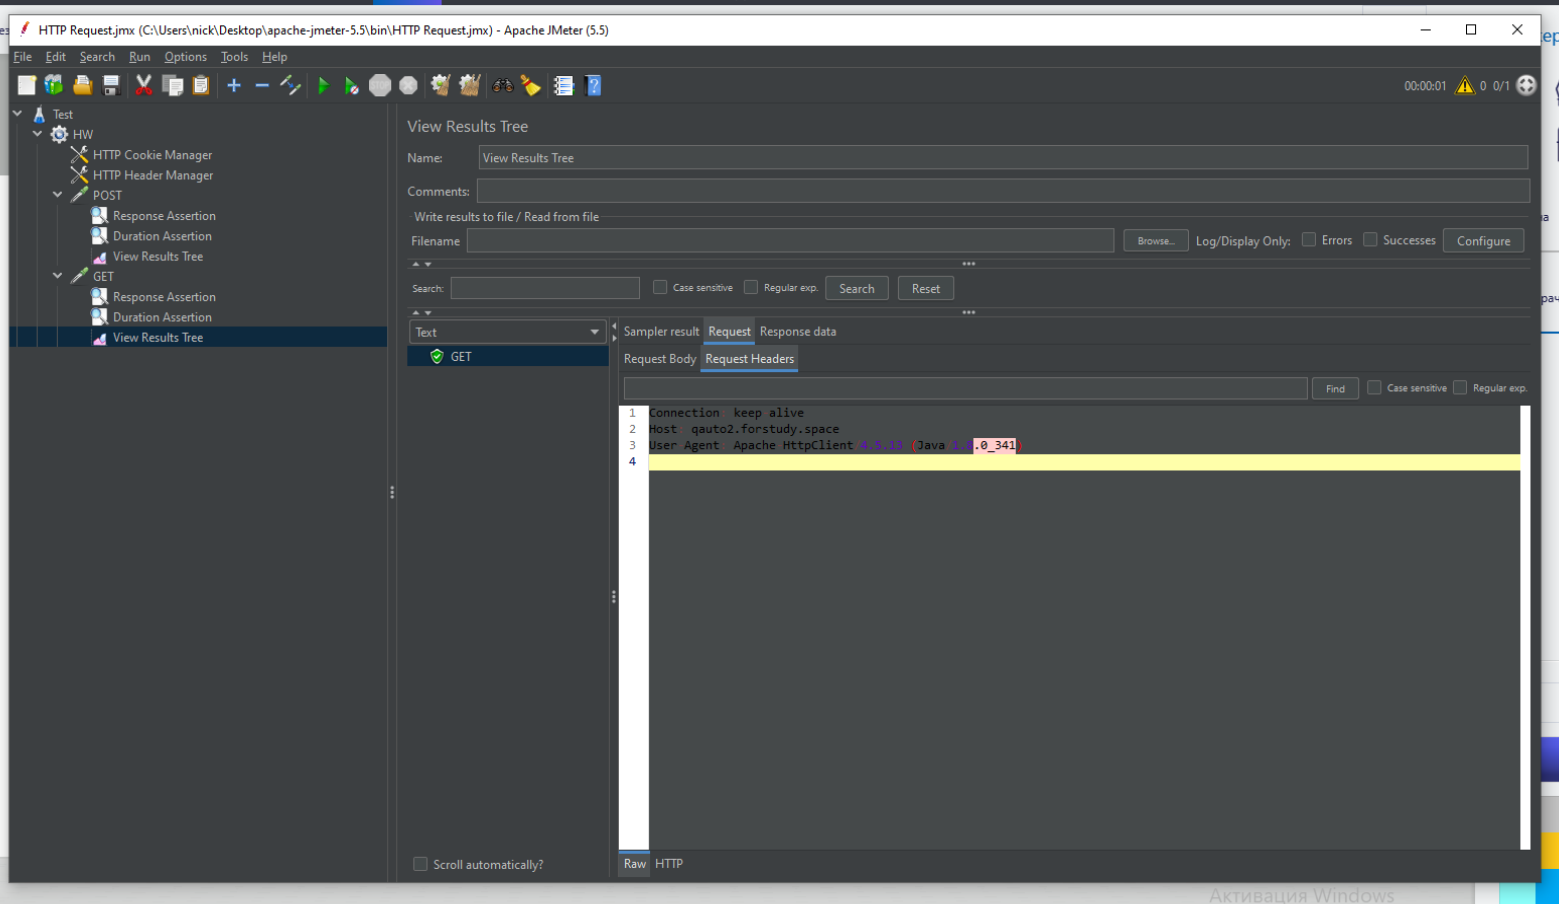 HTTP Request.jmx (C:\Users\nick\Desktop\apache-jmeter-5.5\bin\HTTP Request.jmx) - Apache JMeter (5.5)
File Edit Search Run Options Tools Help
00:00:01 0 0/1
Test
HW
HTTP Cookie Manager
HTTP Header Manager
POST
Response Assertion
Duration Assertion
View Results Tree
GET
Response Assertion
Duration Assertion
View Results Tree
View Results Tree
Name: View Results Tree
Comments:
Write results to file / Read from file
Filename Browse... Log/Display Only: Errors Successes Configure
Search: Case sensitive Regular exp. Search Reset
Text
GET
Sampler result Request Response data
Request Body Request Headers
Find Case sensitive Regular exp.
1 Connection keep alive
2 Host qauto2.forstudy.space
3 User Agent Apache HttpClient 4.5.13 (Java 1.8.0_341)
4
Scroll automatically?
Raw HTTP
Активация Windows